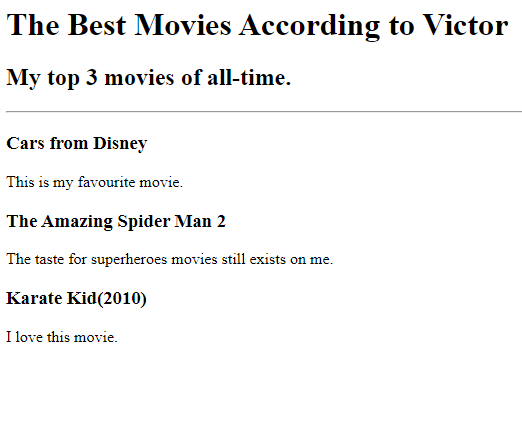 The Best Movies According to Victor
My top 3 movies of all-time.
Cars from Disney
This is my favourite movie.
The Amazing Spider Man 2
The taste for superheroes movies still exists on me.
Karate Kid(2010)
I love this movie.